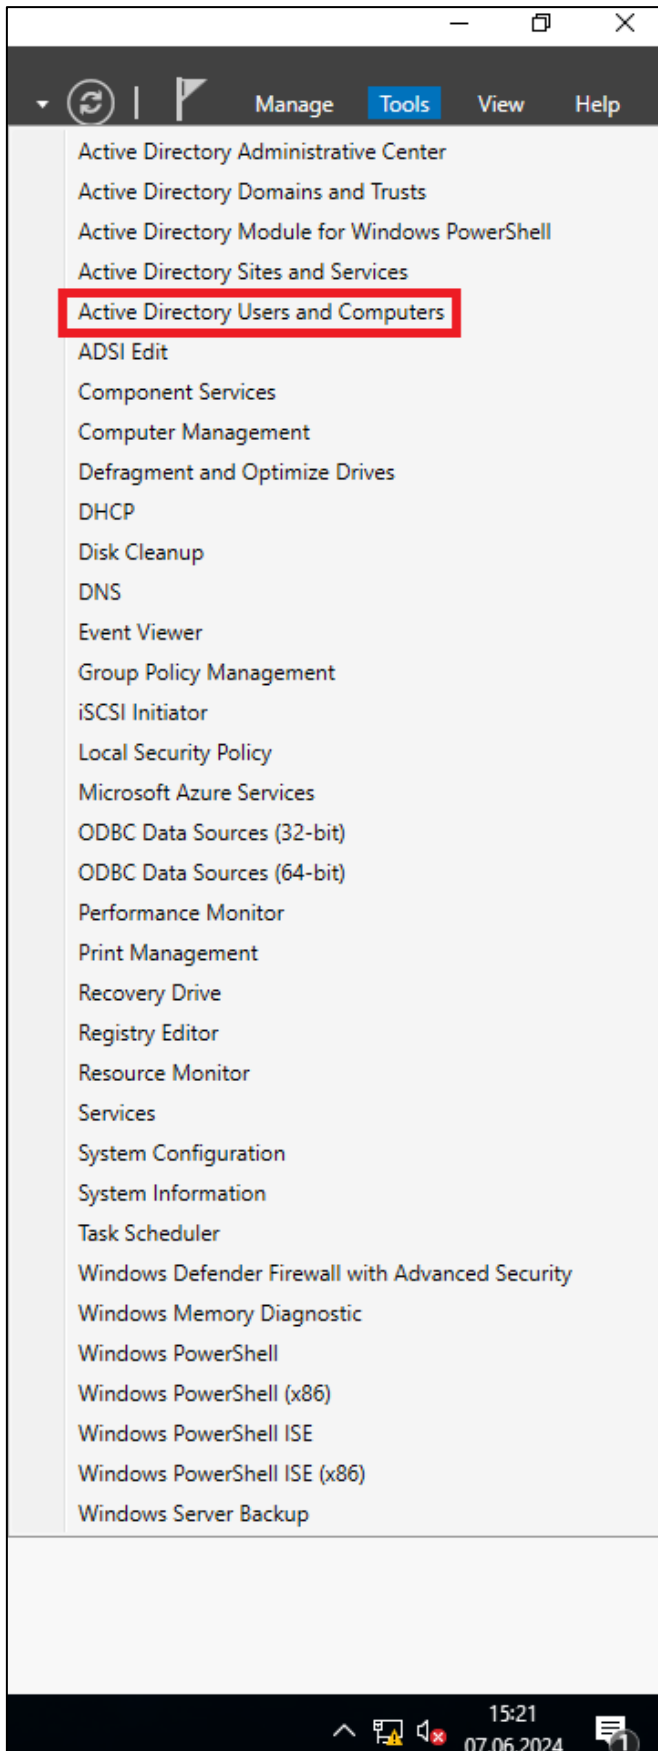 Manage Tools View Help
Active Directory Administrative Center
Active Directory Domains and Trusts
Active Directory Module for Windows PowerShell
Active Directory Sites and Services
Active Directory Users and Computers
ADSI Edit
Component Services
Computer Management
Defragment and Optimize Drives
DHCP
Disk Cleanup
DNS
Event Viewer
Group Policy Management
iSCSI Initiator
Local Security Policy
Microsoft Azure Services
ODBC Data Sources (32-bit)
ODBC Data Sources (64-bit)
Performance Monitor
Print Management
Recovery Drive
Registry Editor
Resource Monitor
Services
System Configuration
System Information
Task Scheduler
Windows Defender Firewall with Advanced Security
Windows Memory Diagnostic
Windows PowerShell
Windows PowerShell (x86)
Windows PowerShell ISE
Windows PowerShell ISE (x86)
Windows Server Backup
15:21
07.06.2024 1